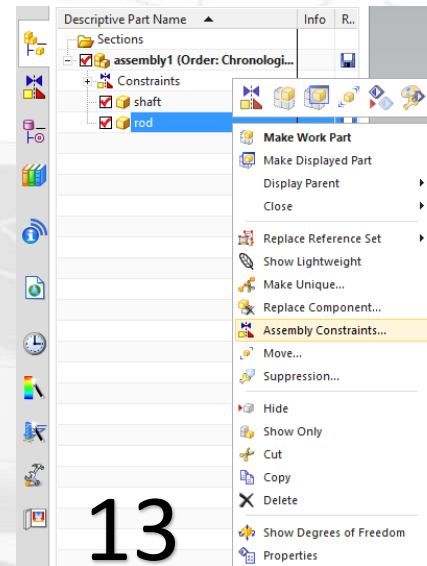 Descriptive Part Name Info R..
Sections
assembly1 (Order: Chronologi...
Constraints
shaft
rod
Make Work Part
Make Displayed Part
Display Parent
Close
Replace Reference Set
Show Lightweight
Make Unique...
Replace Component...
Assembly Constraints...
Move...
Suppression...
Hide
Show Only
Cut
Copy
Delete
Show Degrees of Freedom
Properties
13